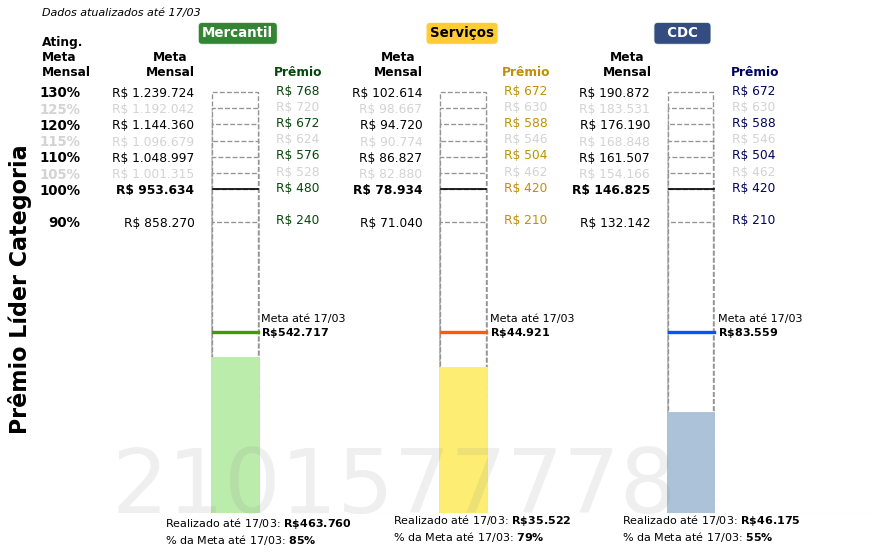 Dados atualizados até 17/03
Mercantil Serviços CDC
Ating.
Meta Meta Meta Meta
Mensal Mensal Prêmio Mensal Prêmio Mensal Prêmio
130% R$ 1.239.724 R$ 768 R$ 102.614 R$ 672 R$ 190.872 R$ 672
125% R$ 1.192.042 R$ 720 R$ 98.667 R$ 630 R$ 183.531 R$ 630
120% R$ 1.144.360 R$ 672 R$ 94.720 R$ 588 R$ 176.190 R$ 588
115% R$ 1.096.679 R$ 624 R$ 90.774 R$ 546 R$ 168.848 R$ 546
110% R$ 1.048.997 R$ 576 R$ 86.827 R$ 504 R$ 161.507 R$ 504
105% R$ 1.001.315 R$ 528 R$ 82.880 R$ 462 R$ 154.166 R$ 462
100% R$ 953.634 R$ 480 R$ 78.934 R$ 420 R$ 146.825 R$ 420
90% R$ 858.270 R$ 240 R$ 71.040 R$ 210 R$ 132.142 R$ 210
Prêmio Líder Categoria
Meta até 17/03 Meta até 17/03 Meta até 17/03
R$542.717 R$44.921 R$83.559
2101577778
Realizado até 17/03: R$463.760 Realizado até 17/03: R$35.522 Realizado até 17/03: R$46.175
% da Meta até 17/03: 85% % da Meta até 17/03: 79% % da Meta até 17/03: 55%